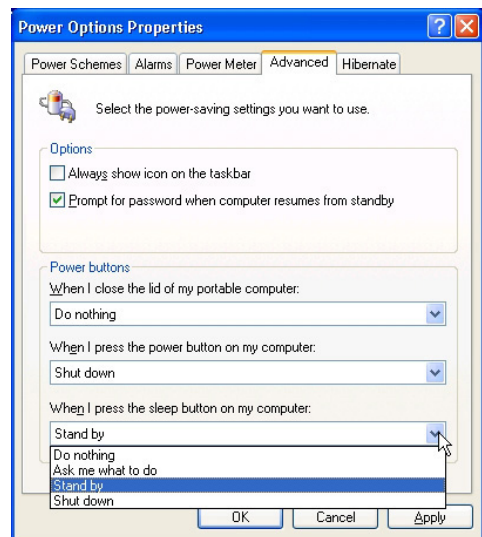 Power Options Properties
Power Schemes Alarms Power Meter Advanced Hibernate
Select the power-saving settings you want to use.
Options
Always show icon on the taskbar
Prompt for password when computer resumes from standby
Power buttons
When I close the lid of my portable computer:
Do nothing
When I press the power button on my computer:
Shut down
When I press the sleep button on my computer:
Stand by
Do nothing
Ask me what to do
Stand by
Shut down
OK Cancel Apply